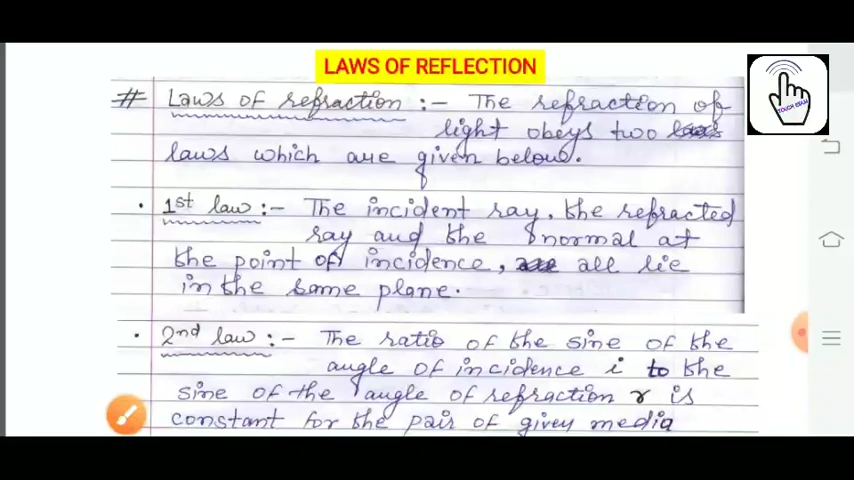 LAWS OF REFLECTION
# Laws of refraction :- The refraction of
light obeys two
laws which are given below.
• 1st law :- The incident ray, the refracted
ray and the normal at
the point of incidence, all lie
in the same plane.
• 2nd law :- The ratio of the sine of the
angle of incidence i to the
sine of the angle of refraction r is
constant for the pair of given media
TOUCH EXAM